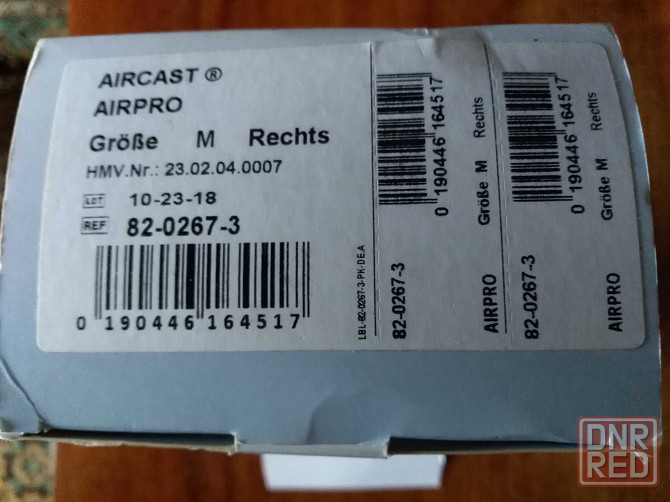 AIRCAST ®
AIRPRO
Größe M Rechts
HMV.Nr.: 23.02.04.0007
LOT 10-23-18
REF 82-0267-3
0 190446 164517
LBL-82-0267-3-PK-DE,A
0 190446 164517
Größe M Rechts
82-0267-3
AIRPRO
0 190446 164517
Größe M Rechts
82-0267-3
AIRPRO
DNR
RED